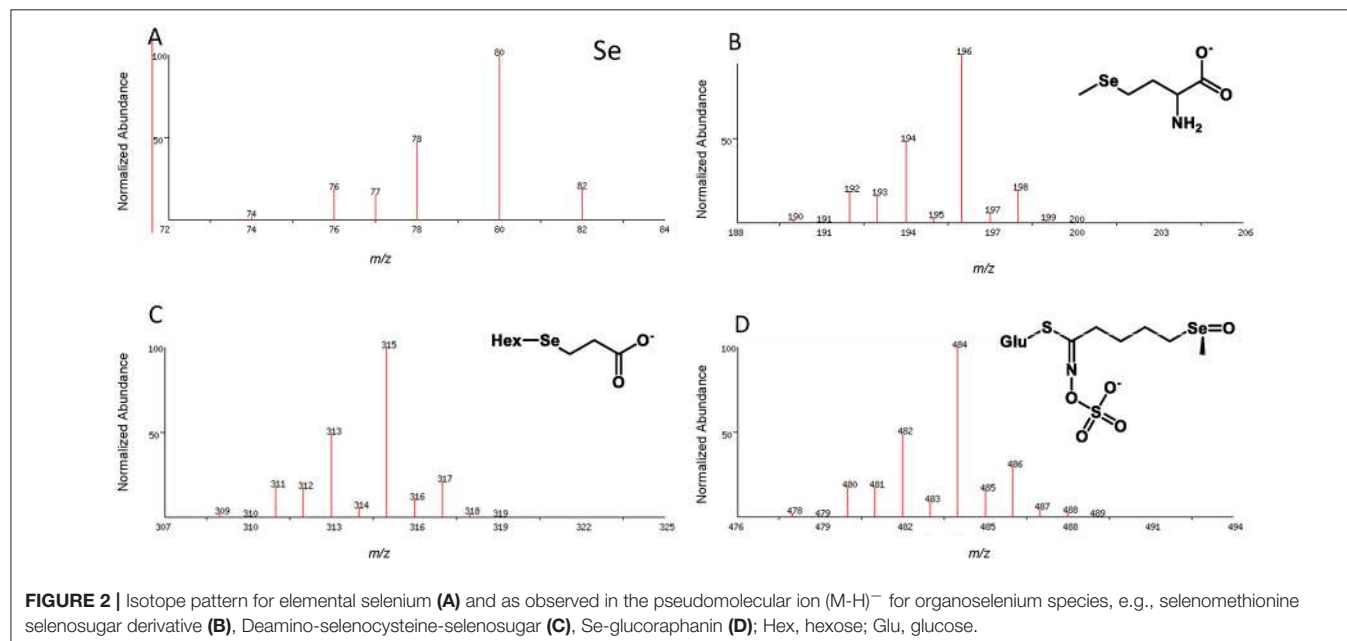 A
Se
Normalized Abundance
100
50
74
76
77
78
80
82
72 74 76 78 80 82 84
m/z
B
Normalized Abundance
50
190
191
192
193
194
195
196
197
198
199
200
188 191 194 197 200 203 206
m/z
Se
O-
O
NH2
C
Normalized Abundance
100
50
309
310
311
312
313
314
315
316
317
318
319
307 310 313 316 319 322 325
m/z
Hex Se O-
O
D
Normalized Abundance
100
50
478
479
480
481
482
483
484
485
486
487
488
489
476 479 482 485 488 491 494
m/z
Glu S Se=O
N
O O-
S
O O
FIGURE 2 | Isotope pattern for elemental selenium (A) and as observed in the pseudomolecular ion (M-H)− for organoselenium species, e.g., selenomethionine
selenosugar derivative (B), Deamino-selenocysteine-selenosugar (C), Se-glucoraphanin (D); Hex, hexose; Glu, glucose.